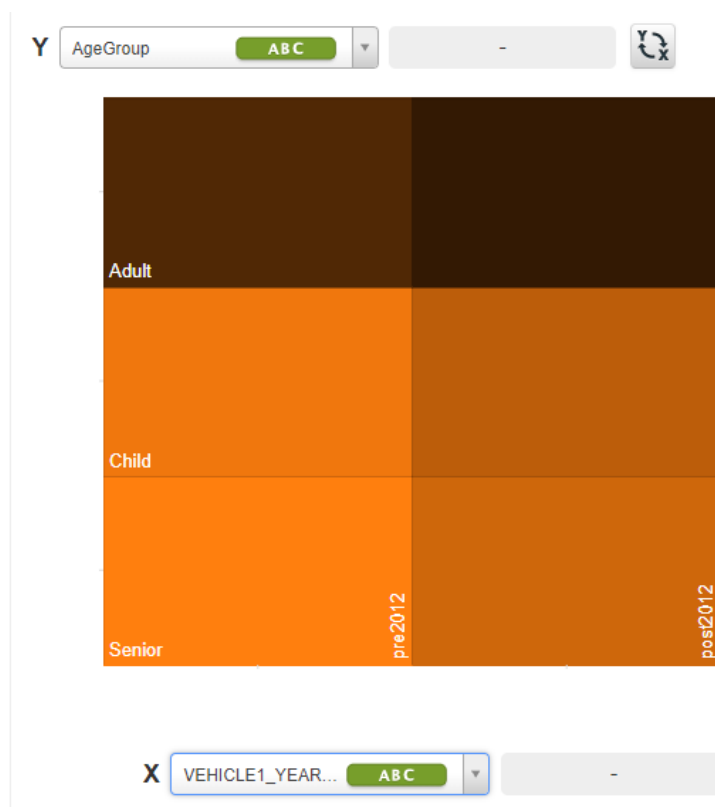 Y AgeGroup ABC -
Y X
Adult
Child
Senior
pre2012
post2012
X VEHICLE1_YEAR... ABC -